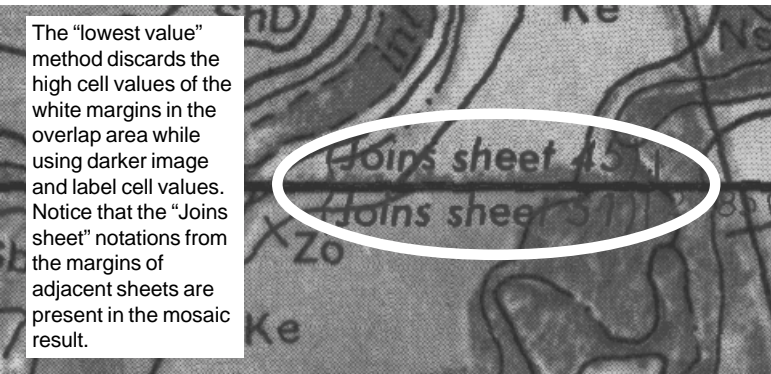 The “lowest value”
method discards the
high cell values of the
white margins in the
overlap area while
using darker image
and label cell values.
Notice that the “Joins
sheet” notations from
the margins of
adjacent sheets are
present in the mosaic
result.
ShD
Ke
Ns
Joins sheet 45
Joins sheet 51
Zo
Ke